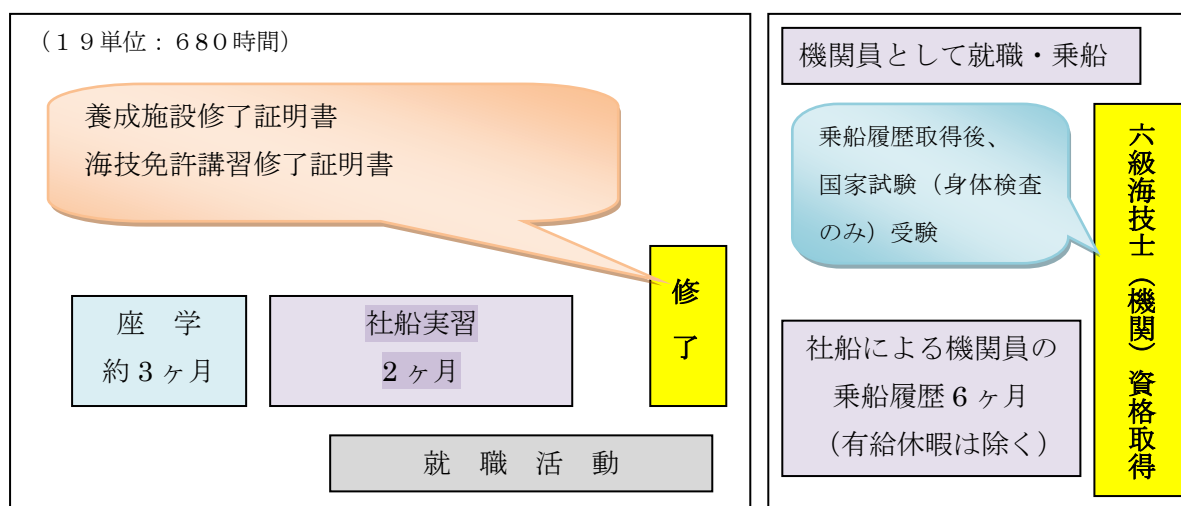 （１９単位：６８０時間）
養成施設修了証明書
海技免許講習修了証明書
修了
座　学
約３ヶ月
社船実習
２ヶ月
就　職　活　動
機関員として就職・乗船
乗船履歴取得後、
国家試験（身体検査
のみ）受験
社船による機関員の
乗船履歴６ヶ月
（有給休暇は除く）
六級海技士（機関）資格取得